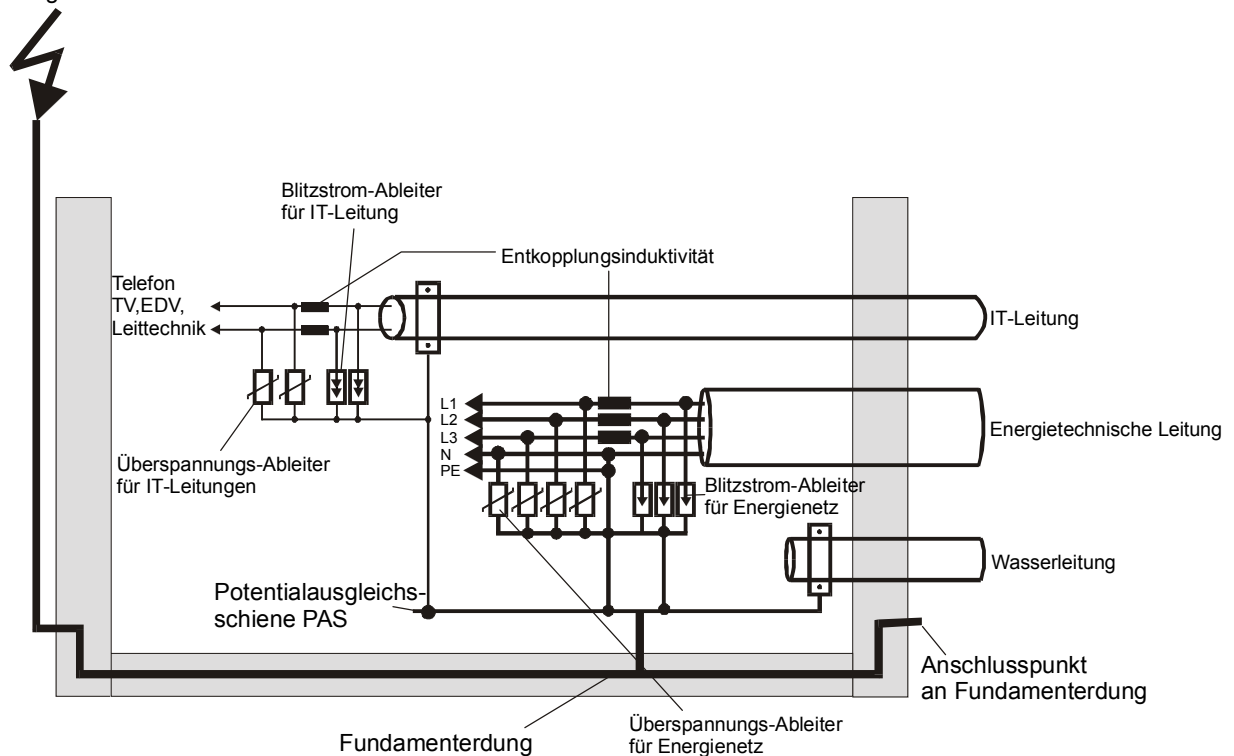 Blitzstrom-Ableiter
für IT-Leitung
Entkopplungsinduktivität
Telefon
TV,EDV,
Leittechnik
IT-Leitung
L1
L2
L3
N
PE
Energietechnische Leitung
Überspannungs-Ableiter
für IT-Leitungen
Blitzstrom-Ableiter
für Energienetz
Wasserleitung
Potentialausgleichs-
schiene PAS
Anschlusspunkt
an Fundamenterdung
Fundamenterdung
Überspannungs-Ableiter
für Energienetz